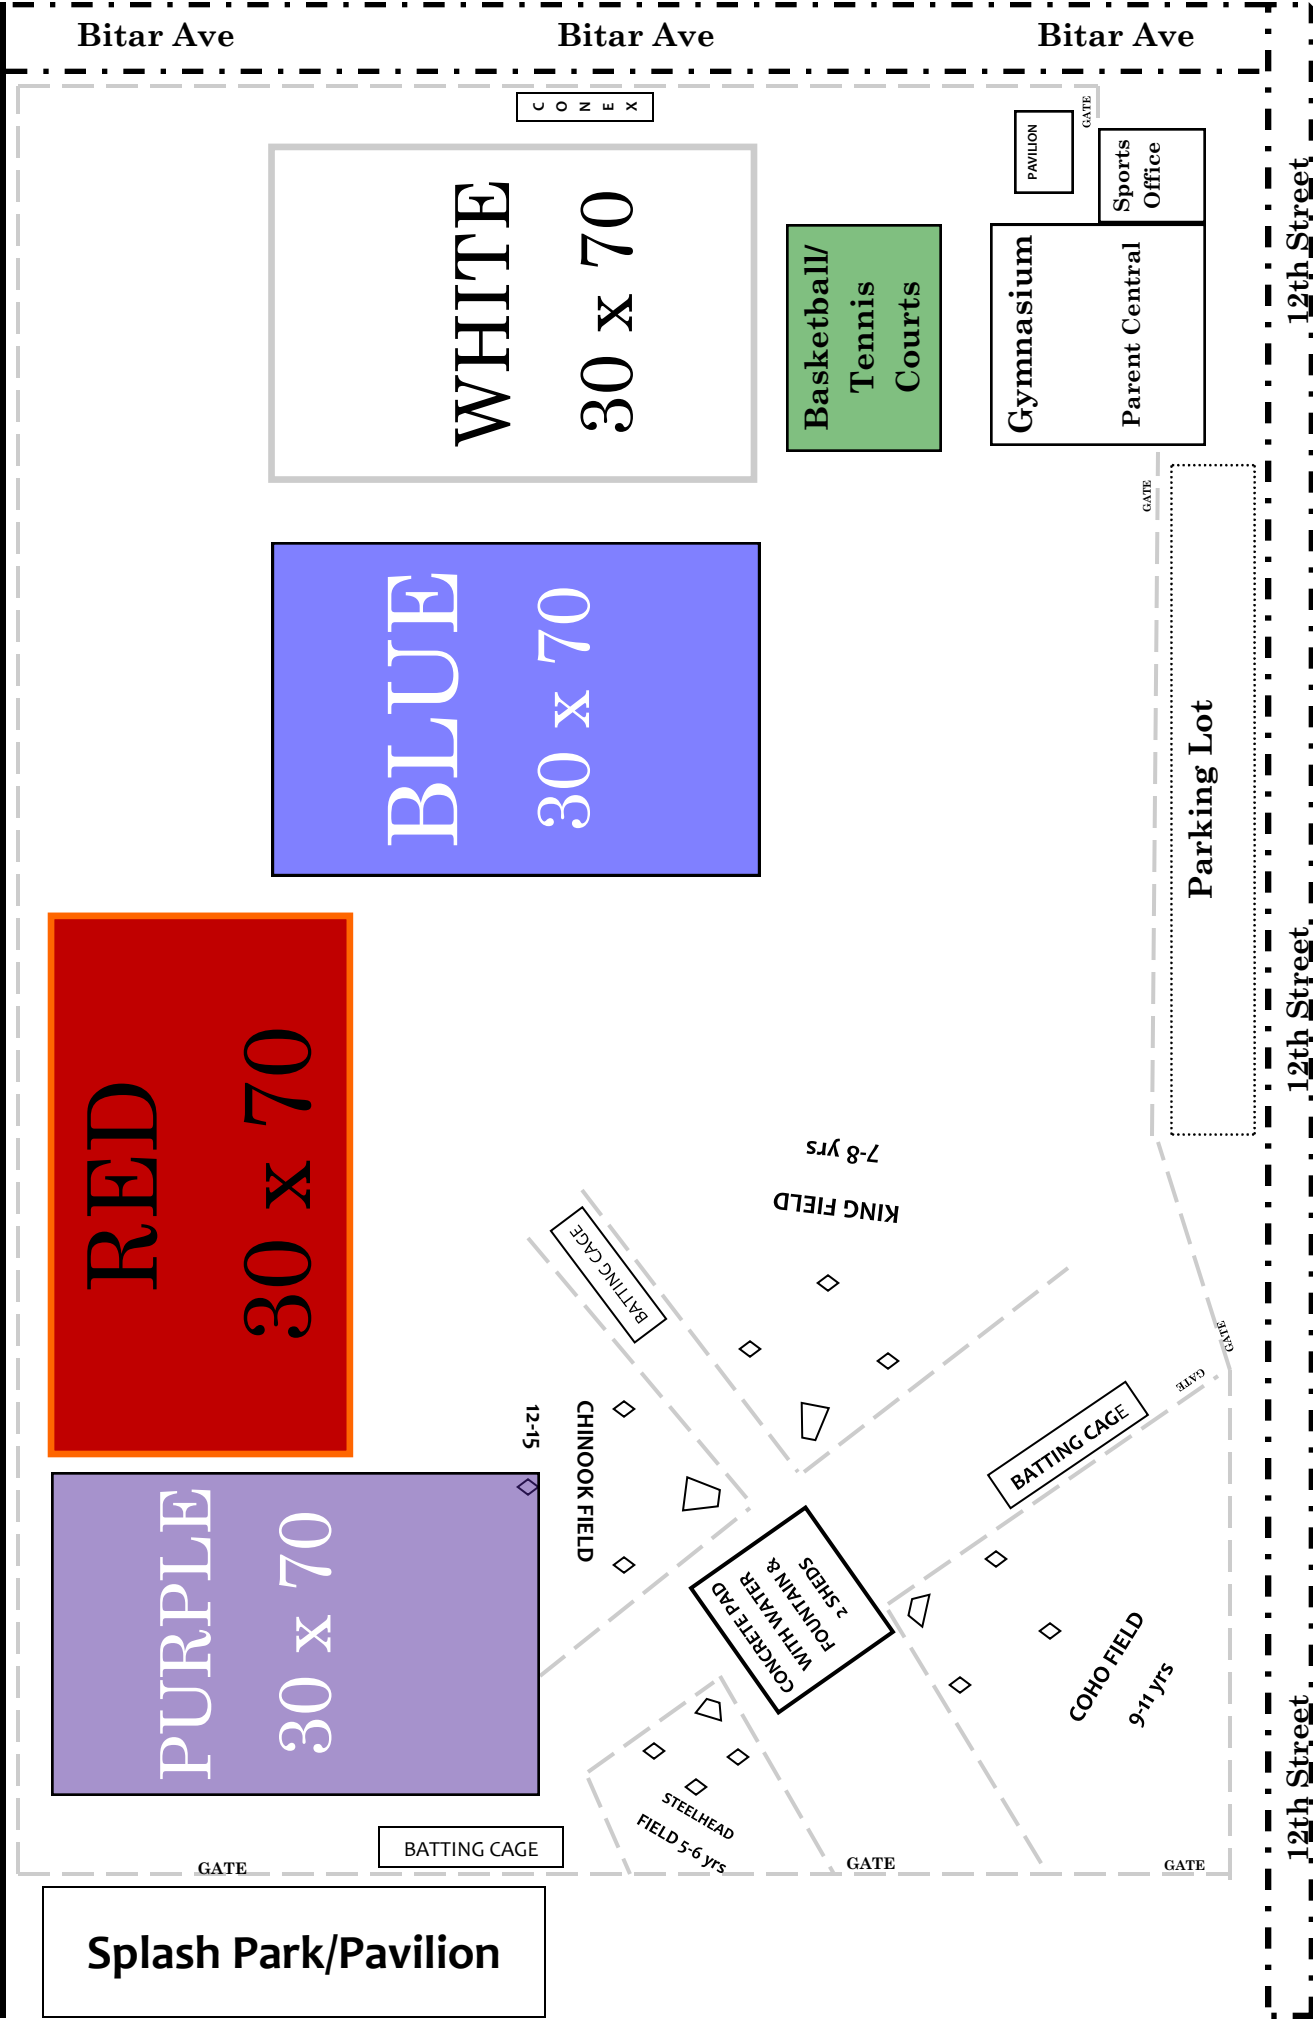 Bitar Ave
Bitar Ave
Bitar Ave
CONEX
GATE
PAVILION
Sports
Office
12th Street
WHITE
30 x 70
Basketball/
Tennis
Courts
Gymnasium
Parent Central
GATE
BLUE
30 x 70
Parking Lot
RED
30 x 70
12th Street
7-8 yrs
KING FIELD
BATTING CAGE
GATE
GATE
12-15
CHINOOK FIELD
BATTING CAGE
PURPLE
30 x 70
CONCRETE PAD
WITH WATER
FOUNTAIN &
2 SHEDS
COHO FIELD
9-11 yrs
12th Street
STEELHEAD
FIELD 5-6 yrs
BATTING CAGE
GATE
GATE
GATE
Splash Park/Pavilion